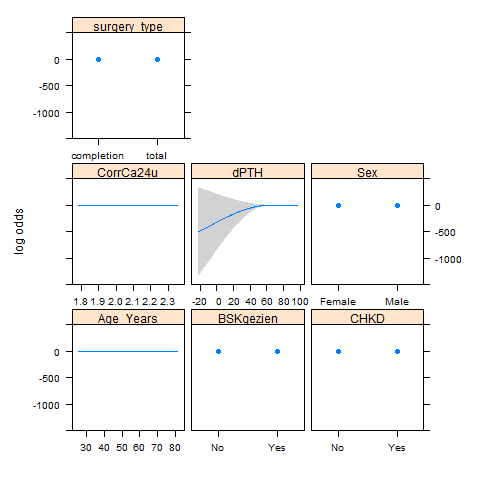 surgery_type
0
-500
-1000
completion total
CorrCa24u dPTH Sex
0
-500
-1000
1.8 1.9 2.0 2.1 2.2 2.3
-20 0 20 40 60 80 100
Female Male
log odds
Age_Years BSKgezien CHKD
0
-500
-1000
30 40 50 60 70 80
No Yes
No Yes